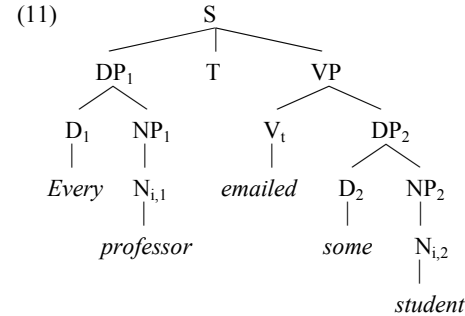 (11) S
DP₁ T VP
D₁ NP₁ Vₜ DP₂
Every Nᵢ,₁ emailed D₂ NP₂
professor some Nᵢ,₂
student